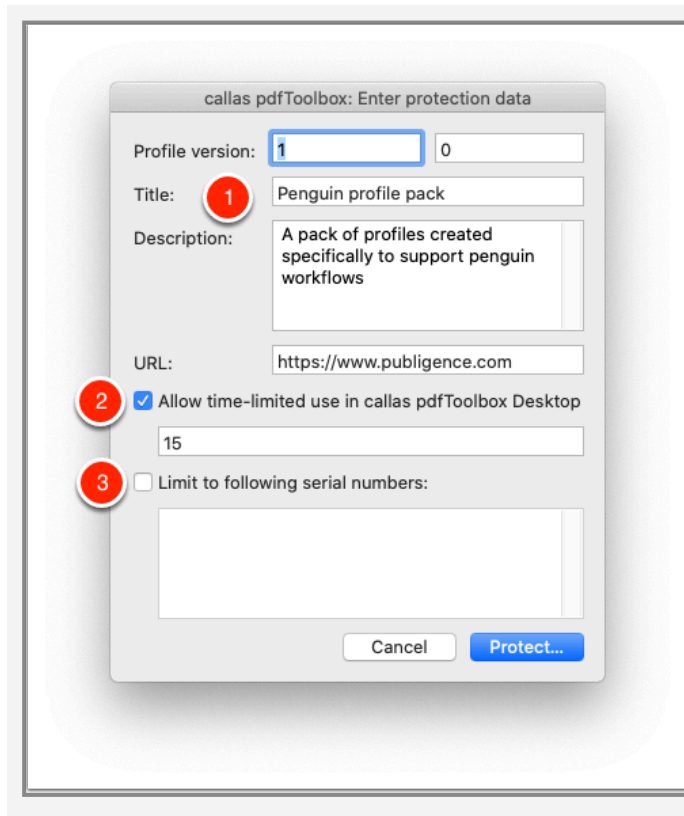 callas pdfToolbox: Enter protection data
Profile version: 1 0
Title: 1 Penguin profile pack
Description: A pack of profiles created
specifically to support penguin
workflows
URL: https://www.publigence.com
2 Allow time-limited use in callas pdfToolbox Desktop
15
3 Limit to following serial numbers:
Cancel Protect...